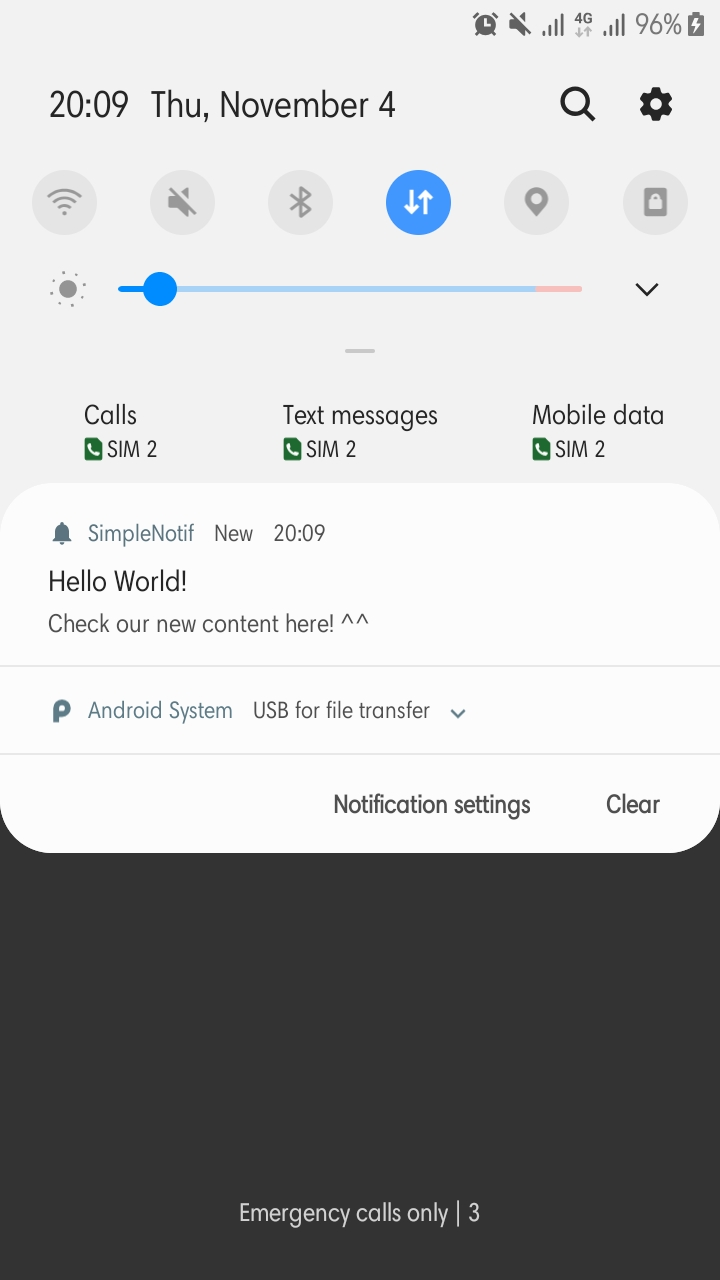 4G 96%
20:09 Thu, November 4
Calls Text messages Mobile data
SIM 2 SIM 2 SIM 2
SimpleNotif New 20:09
Hello World!
Check our new content here! ^^
Android System USB for file transfer
Notification settings Clear
Emergency calls only | 3